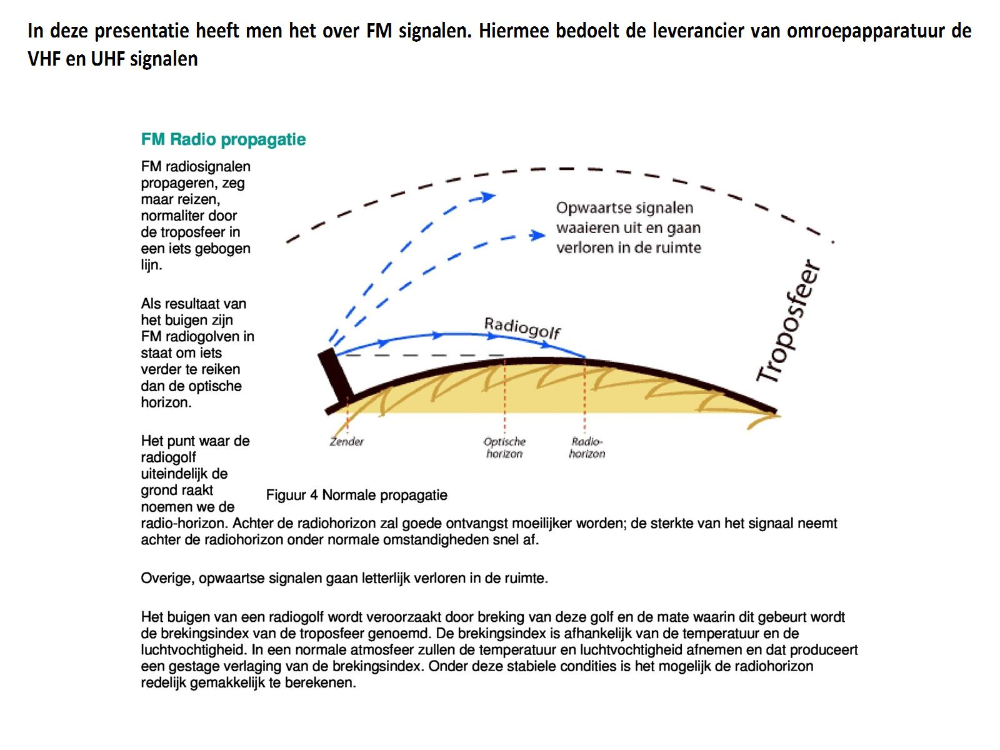 In deze presentatie heeft men het over FM signalen. Hiermee bedoelt de leverancier van omroepapparatuur de
VHF en UHF signalen
FM Radio propagatie
FM radiosignalen
propageren, zeg
maar reizen,
normaliter door
de troposfeer in
een iets gebogen
lijn.
Als resultaat van
het buigen zijn
FM radiogolven in
staat om iets
verder te reiken
dan de optische
horizon.
Het punt waar de
radiogolf
uiteindelijk de
grond raakt
noemen we de
Opwaartse signalen
waaieren uit en gaan
verloren in de ruimte
Troposfeer
Radiogolf
Zender
Optische
horizon
Radio-
horizon
Figuur 4 Normale propagatie
radio-horizon. Achter de radiohorizon zal goede ontvangst moeilijker worden; de sterkte van het signaal neemt
achter de radiohorizon onder normale omstandigheden snel af.
Overige, opwaartse signalen gaan letterlijk verloren in de ruimte.
Het buigen van een radiogolf wordt veroorzaakt door breking van deze golf en de mate waarin dit gebeurt wordt
de brekingsindex van de troposfeer genoemd. De brekingsindex is afhankelijk van de temperatuur en de
luchtvochtigheid. In een normale atmosfeer zullen de temperatuur en luchtvochtigheid afnemen en dat produceert
een gestage verlaging van de brekingsindex. Onder deze stabiele condities is het mogelijk de radiohorizon
redelijk gemakkelijk te berekenen.